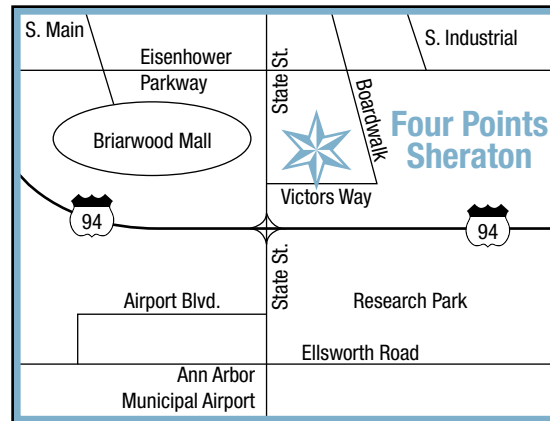 S. Main
S. Industrial
Eisenhower
Parkway
State St.
Boardwalk
Briarwood Mall
Four Points
Sheraton
Victors Way
94
94
State St.
Airport Blvd.
Research Park
Ellsworth Road
Ann Arbor
Municipal Airport